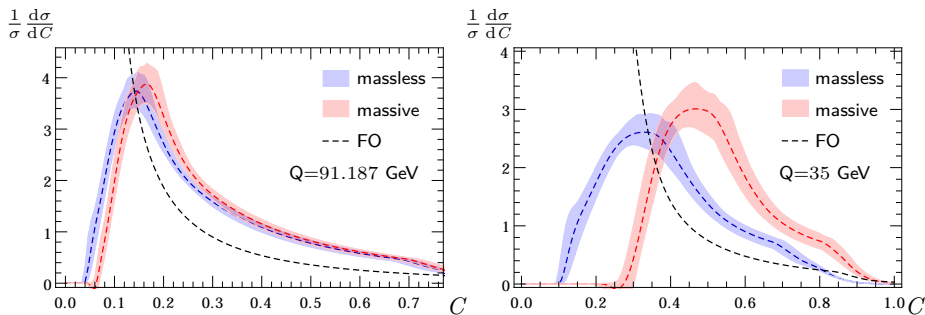 1/σ dσ/dC
4
3
2
1
0
massless
massive
FO
Q=91.187 GeV
0.0 0.1 0.2 0.3 0.4 0.5 0.6 0.7 C
1/σ dσ/dC
4
3
2
1
0
massless
massive
FO
Q=35 GeV
0.0 0.2 0.4 0.6 0.8 1.0 C